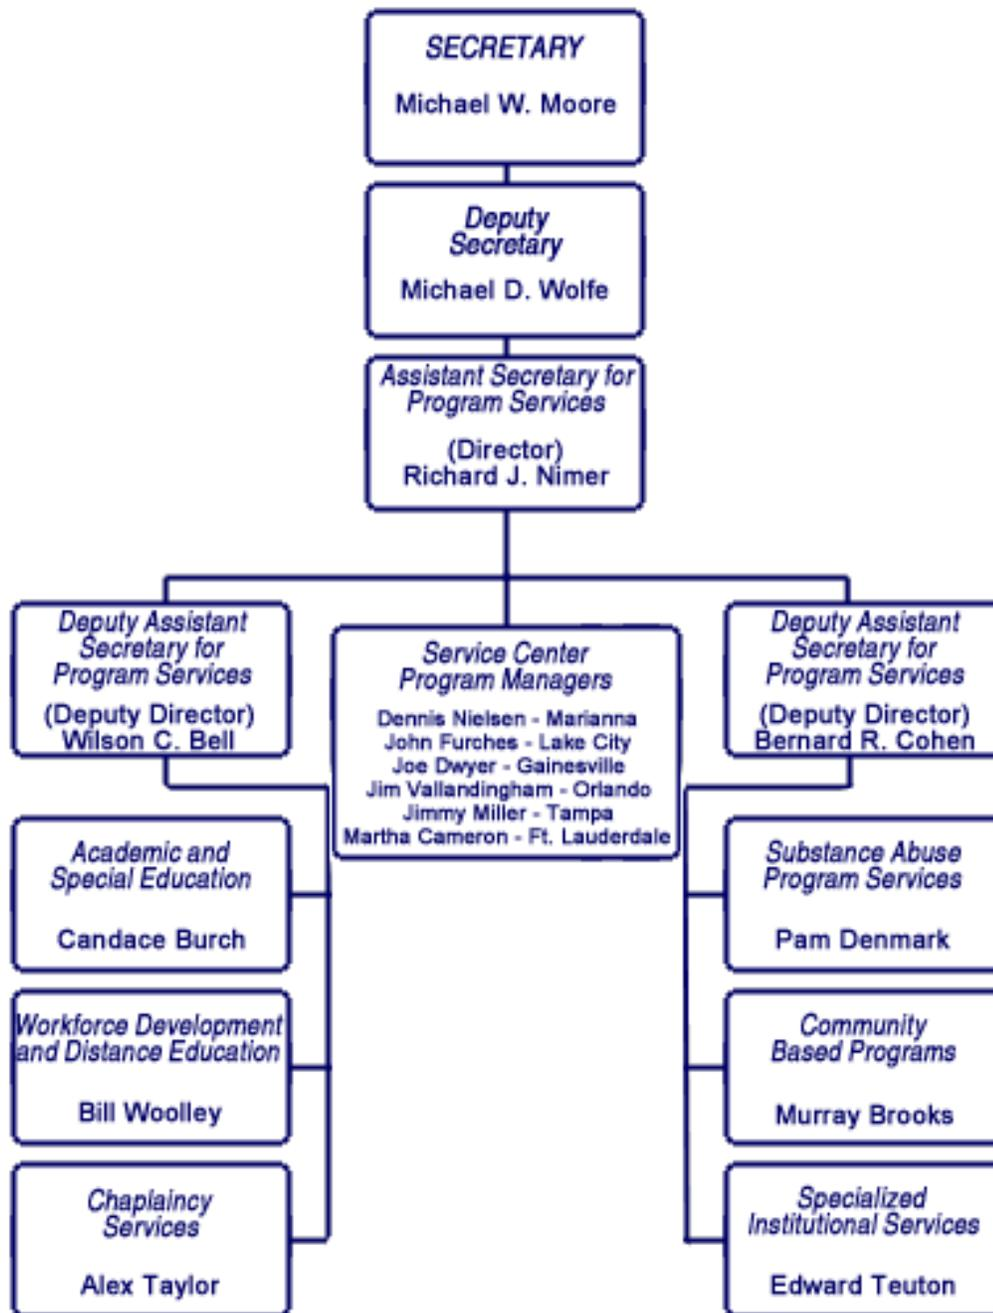 SECRETARY
Michael W. Moore
Deputy
Secretary
Michael D. Wolfe
Assistant Secretary for
Program Services
(Director)
Richard J. Nimer
Deputy Assistant
Secretary for
Program Services
(Deputy Director)
Wilson C. Bell
Service Center
Program Managers
Dennis Nielsen - Marianna
John Furches - Lake City
Joe Dwyer - Gainesville
Jim Vallandingham - Orlando
Jimmy Miller - Tampa
Martha Cameron - Ft. Lauderdale
Deputy Assistant
Secretary for
Program Services
(Deputy Director)
Bernard R. Cohen
Academic and
Special Education
Candace Burch
Workforce Development
and Distance Education
Bill Woolley
Chaplaincy
Services
Alex Taylor
Substance Abuse
Program Services
Pam Denmark
Community
Based Programs
Murray Brooks
Specialized
Institutional Services
Edward Teuton